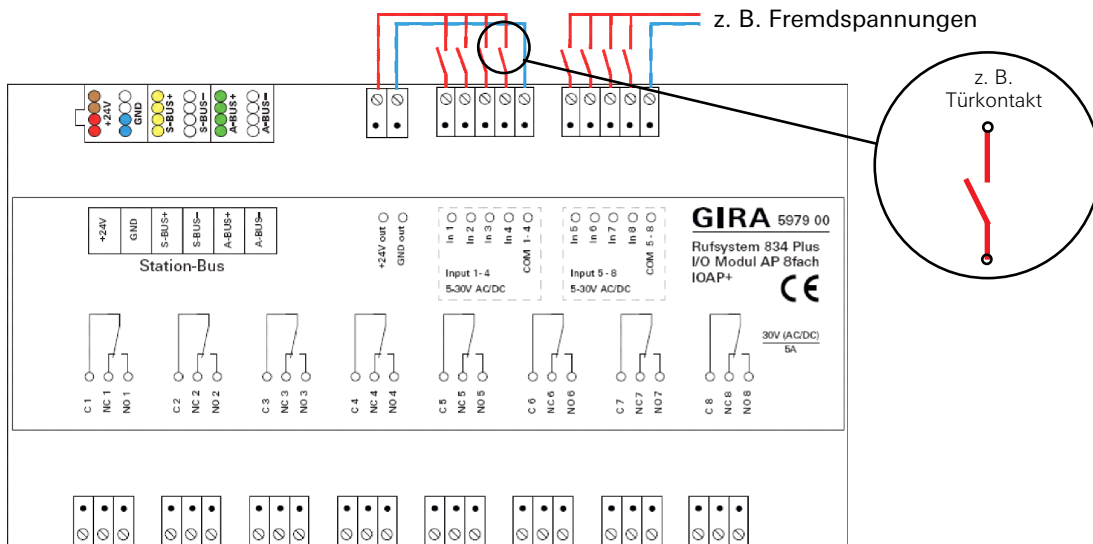 z. B. Fremdspannungen
z. B.
Türkontakt
+24V
GND
S-BUS+
S-BUS–
A-BUS+
A-BUS–
+24V
GND
S-BUS+
S-BUS–
A-BUS+
A-BUS–
Station-Bus
+24V out
GND out
In 1
In 2
In 3
In 4
COM 1-4
Input 1-4
5-30V AC/DC
In 5
In 6
In 7
In 8
COM 5-8
Input 5-8
5-30V AC/DC
GIRA 5979 00
Rufsystem 834 Plus
I/O Modul AP 8fach
IOAP+
CE
30V (AC/DC)
5A
C 1
NC 1
NO 1
C 2
NC 2
NO 2
C 3
NC 3
NO 3
C 4
NC 4
NO 4
C 5
NC 5
NO 5
C 6
NC 6
NO 6
C 7
NC 7
NO 7
C 8
NC 8
NO 8